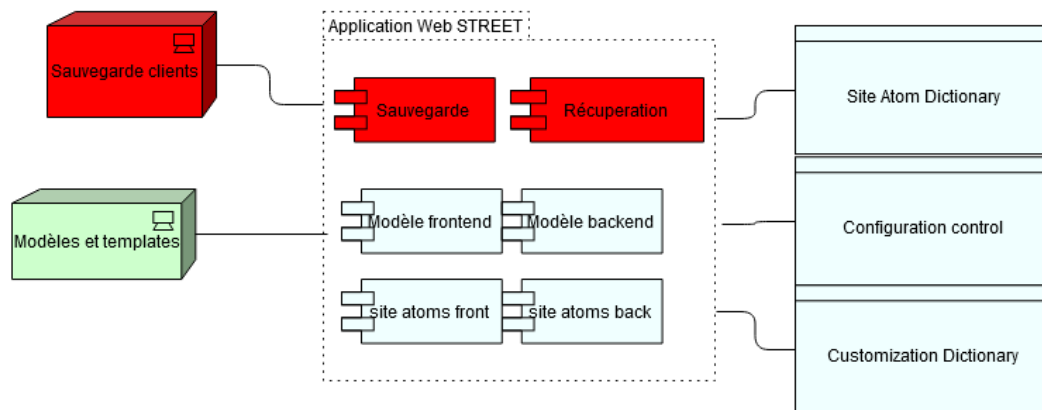 Application Web STREET
Sauvegarde clients
Sauvegarde
Récuperation
Site Atom Dictionary
Modèles et templates
Modèle frontend
Modèle backend
Configuration control
site atoms front
site atoms back
Customization Dictionary